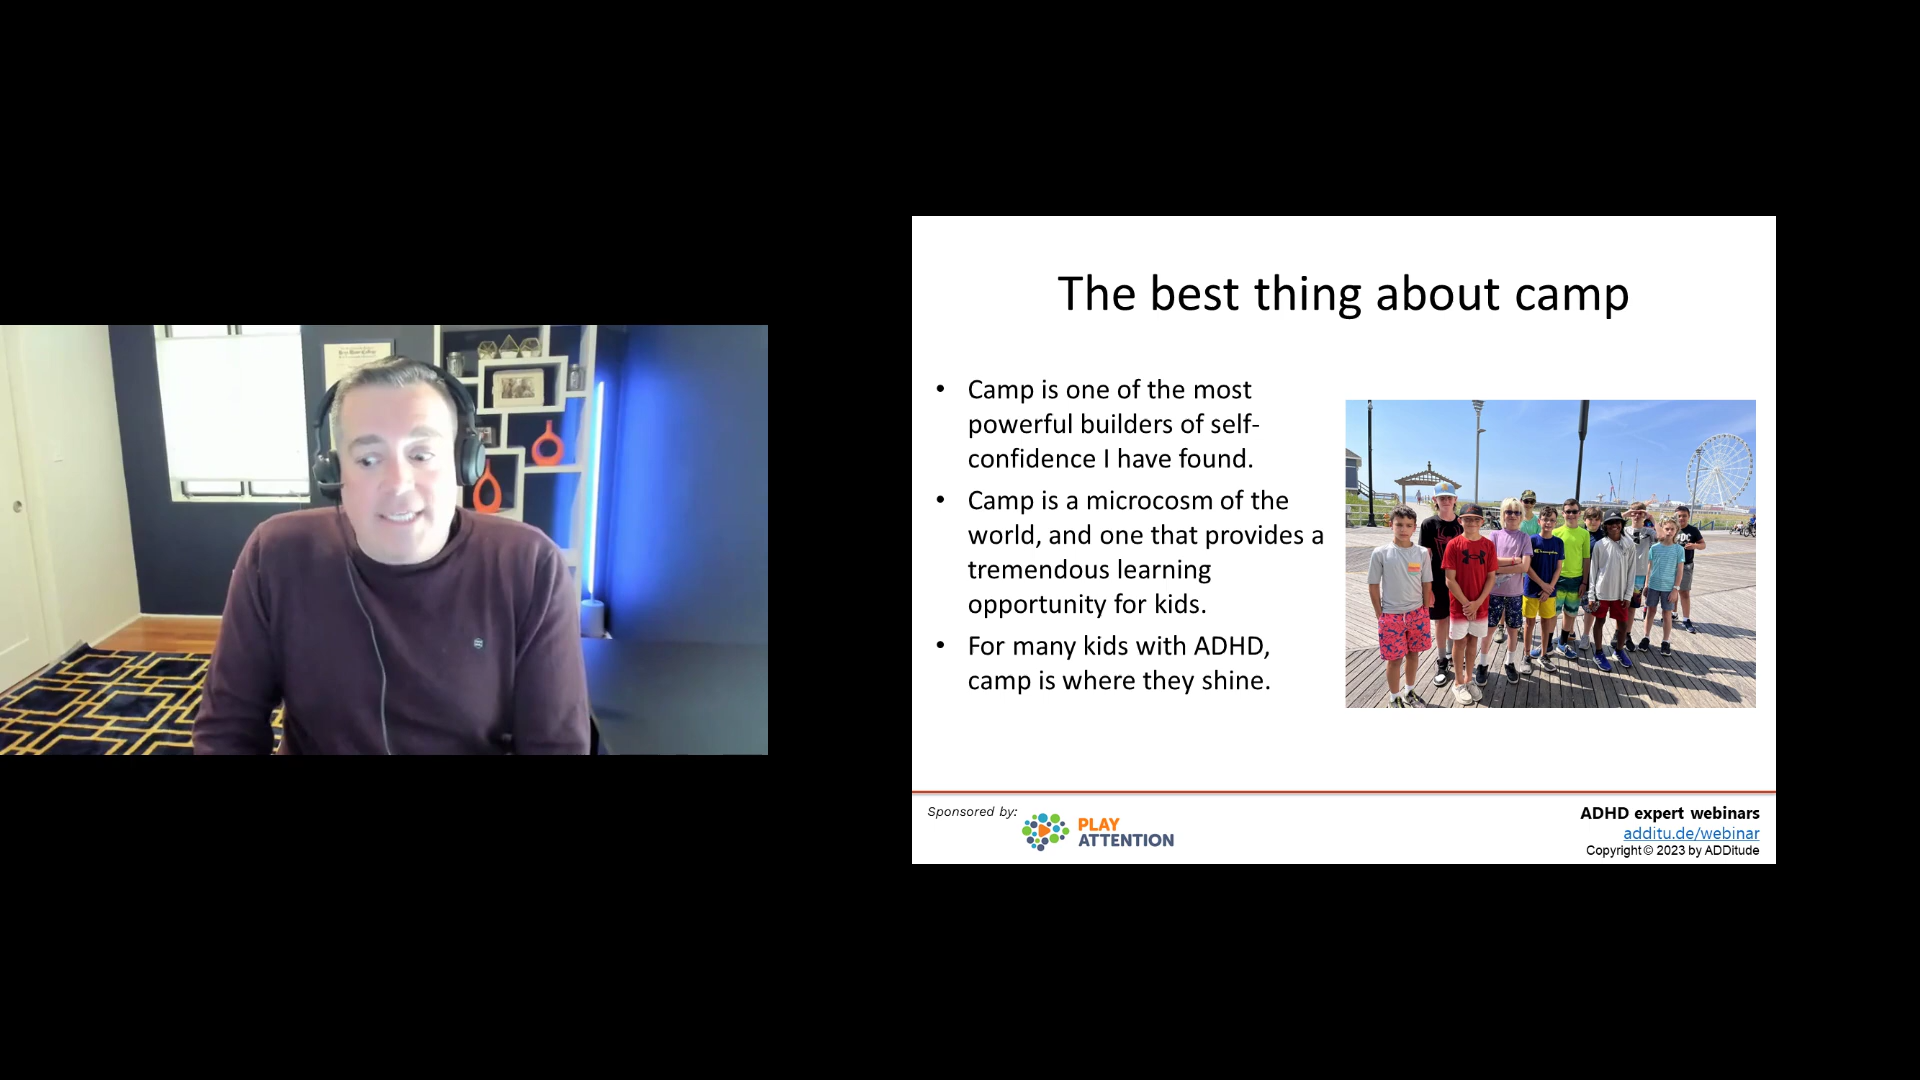 The best thing about camp
• Camp is one of the most
powerful builders of self-
confidence I have found.
• Camp is a microcosm of the
world, and one that provides a
tremendous learning
opportunity for kids.
• For many kids with ADHD,
camp is where they shine.
Sponsored by:
PLAY
ATTENTION
ADHD expert webinars
additu.de/webinar
Copyright © 2023 by ADDitude